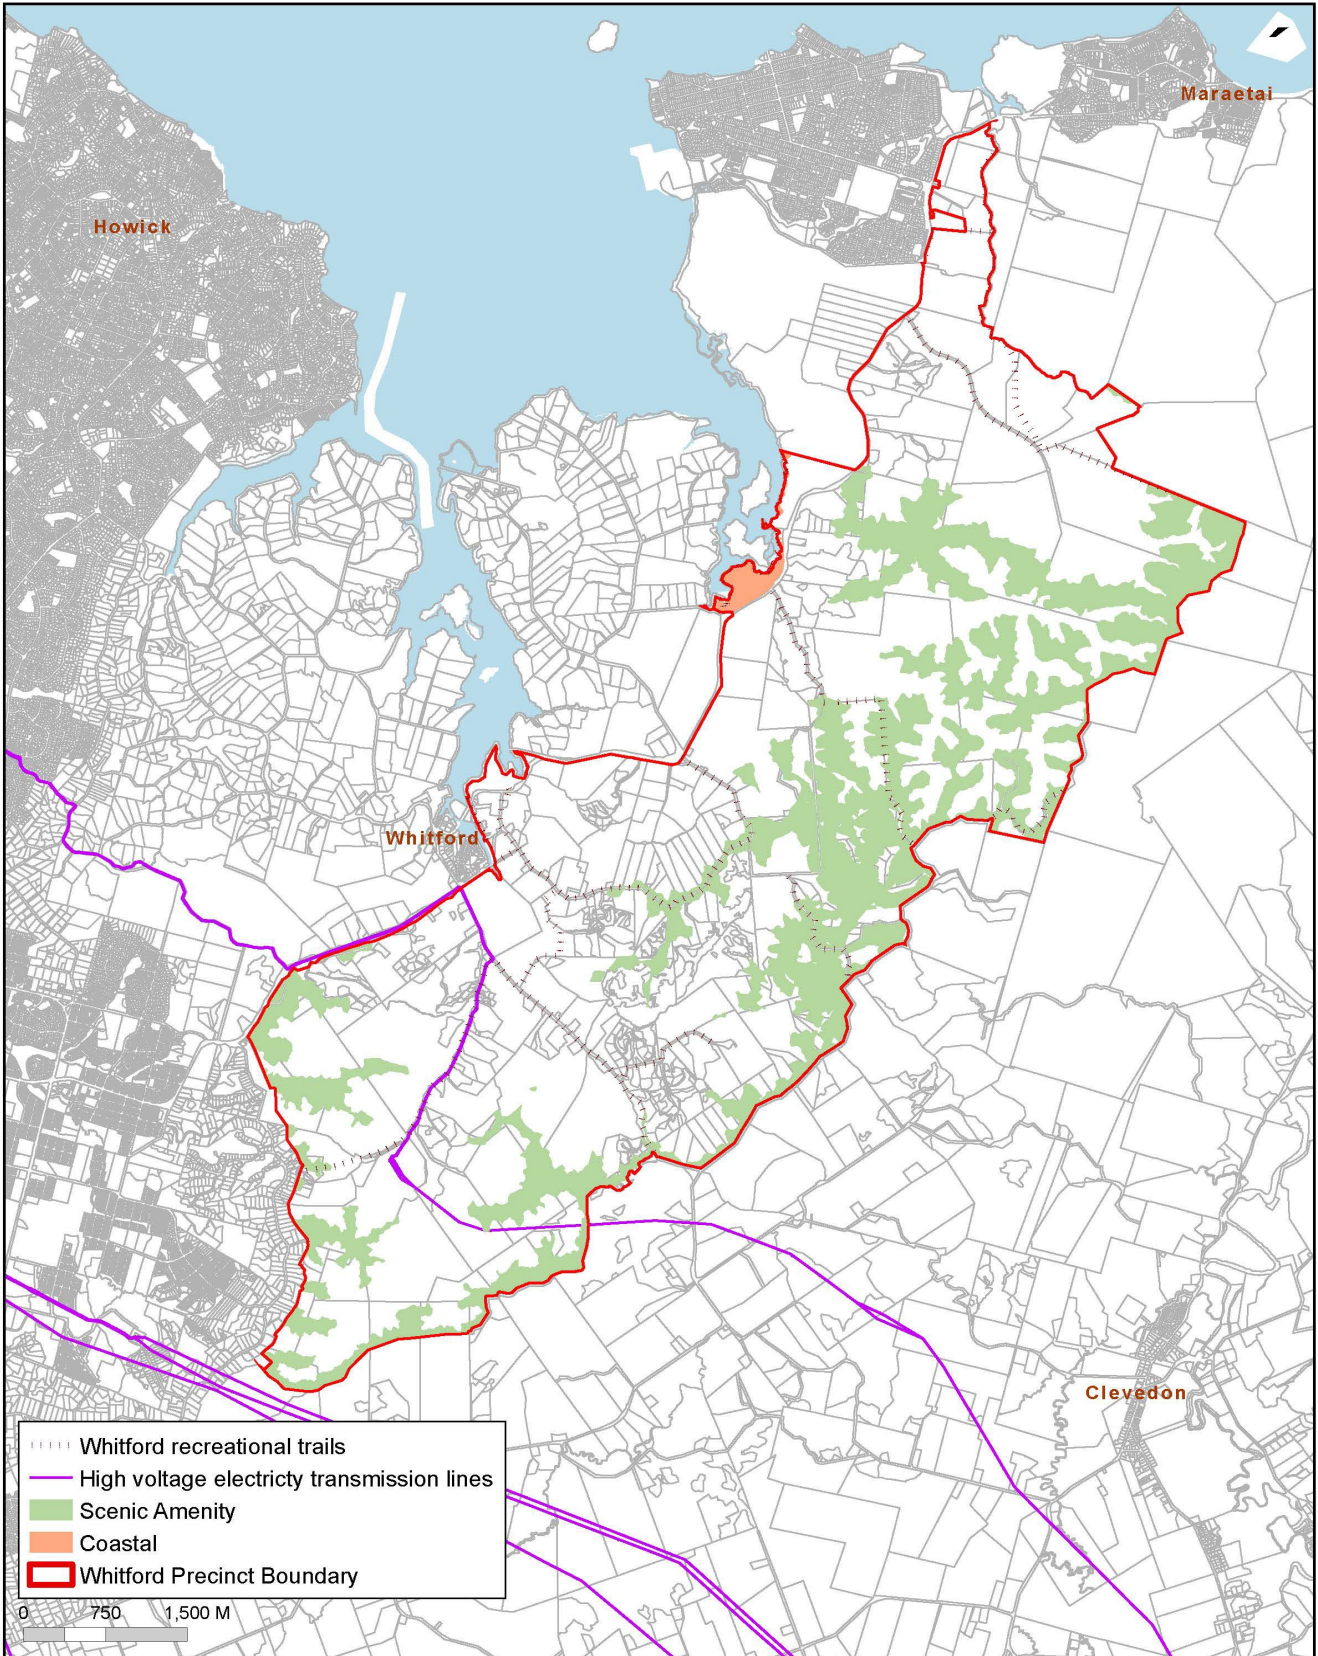 Maraetai
Howick
Whitford
Clevedon
Whitford recreational trails
High voltage electricty transmission lines
Scenic Amenity
Coastal
Whitford Precinct Boundary
0 750 1,500 M